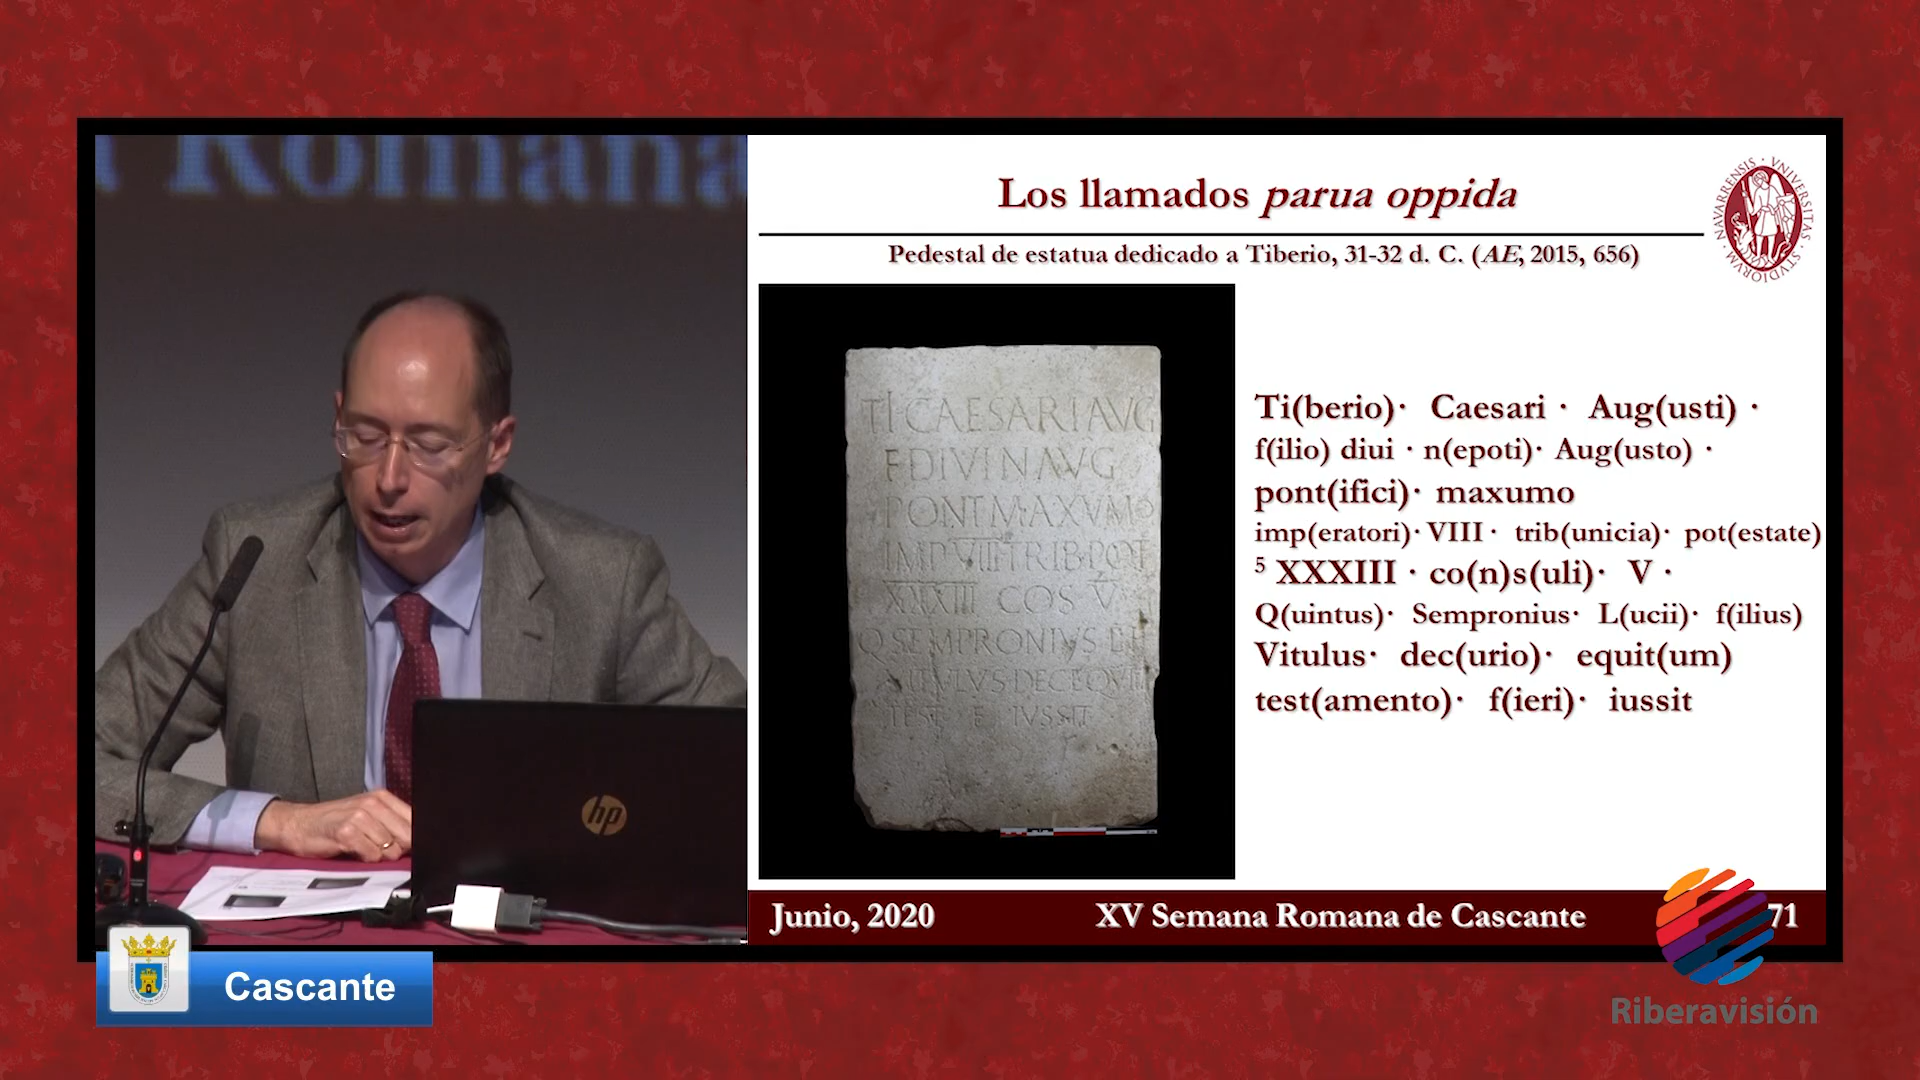 a Romana
Los llamados parua oppida
Pedestal de estatua dedicado a Tiberio, 31-32 d. C. (AE, 2015, 656)
NAVARRENSIS · VNIVERSITAS · STVDIORVM
TI CAESARI AVG
F DIVI N AVG
PONT MAXVMO
IMP VIII TRIB POT
XXXIII COS V
Q SEMPRONIVS L F
VITVLVS DEC EQVIT
TEST F IVSSIT
Ti(berio)· Caesari · Aug(usti) ·
f(ilio) diui · n(epoti)· Aug(usto) ·
pont(ifici)· maxumo
imp(eratori)· VIII · trib(unicia)· pot(estate)
5 XXXIII · co(n)s(uli)· V ·
Q(uintus)· Sempronius· L(ucii)· f(ilius)
Vitulus· dec(urio)· equit(um)
test(amento)· f(ieri)· iussit
hp
Junio, 2020
XV Semana Romana de Cascante
71
Cascante
Riberavisión